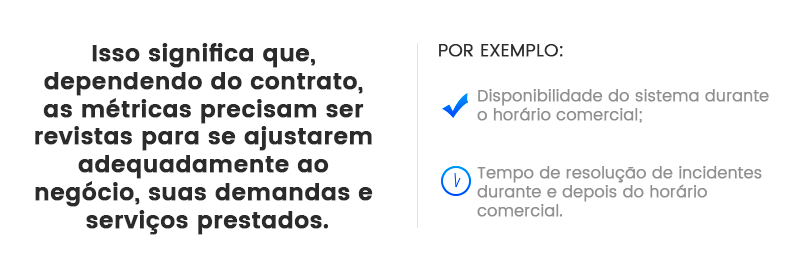 Isso significa que,
dependendo do contrato,
as métricas precisam ser
revistas para se ajustarem
adequadamente ao
negócio, suas demandas e
serviços prestados.
POR EXEMPLO:
Disponibilidade do sistema durante
o horário comercial;
Tempo de resolução de incidentes
durante e depois do horário
comercial.